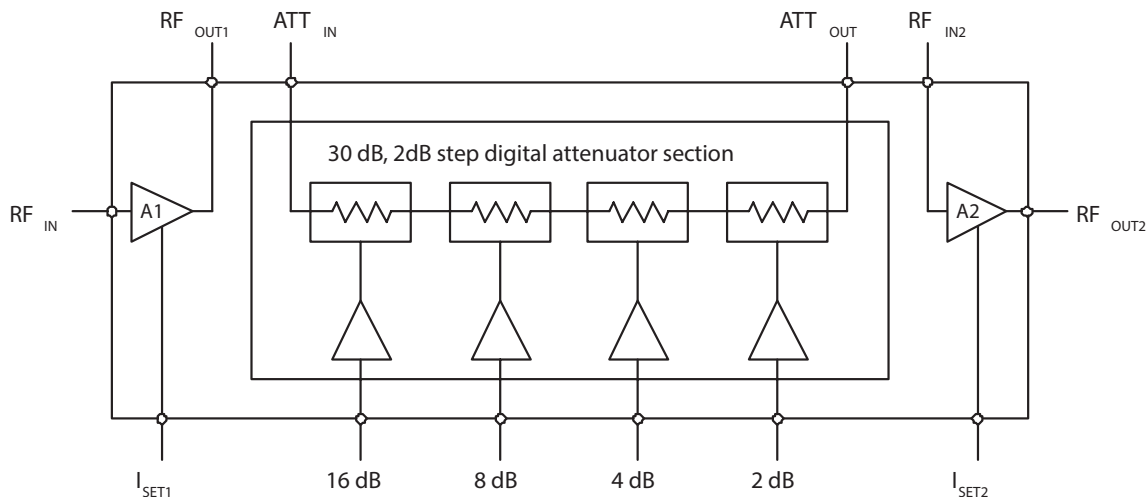 RF OUT1
ATT IN
ATT OUT
RF IN2
30 dB, 2dB step digital attenuator section
RF IN
A1
A2
RF OUT2
I SET1
16 dB
8 dB
4 dB
2 dB
I SET2